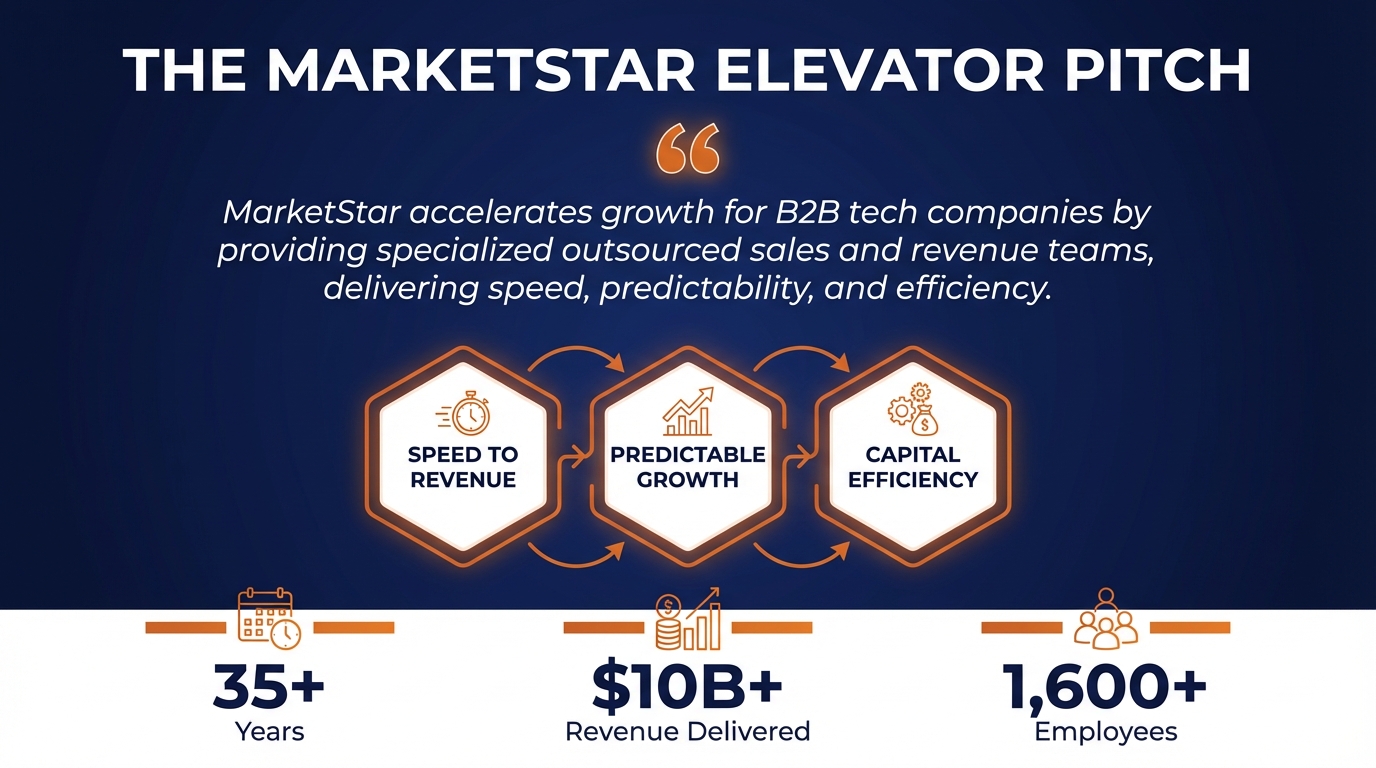 THE MARKETSTAR ELEVATOR PITCH
“
MarketStar accelerates growth for B2B tech companies by
providing specialized outsourced sales and revenue teams,
delivering speed, predictability, and efficiency.
SPEED TO
REVENUE
PREDICTABLE
GROWTH
$
CAPITAL
EFFICIENCY
35+
Years
$
$10B+
Revenue Delivered
1,600+
Employees